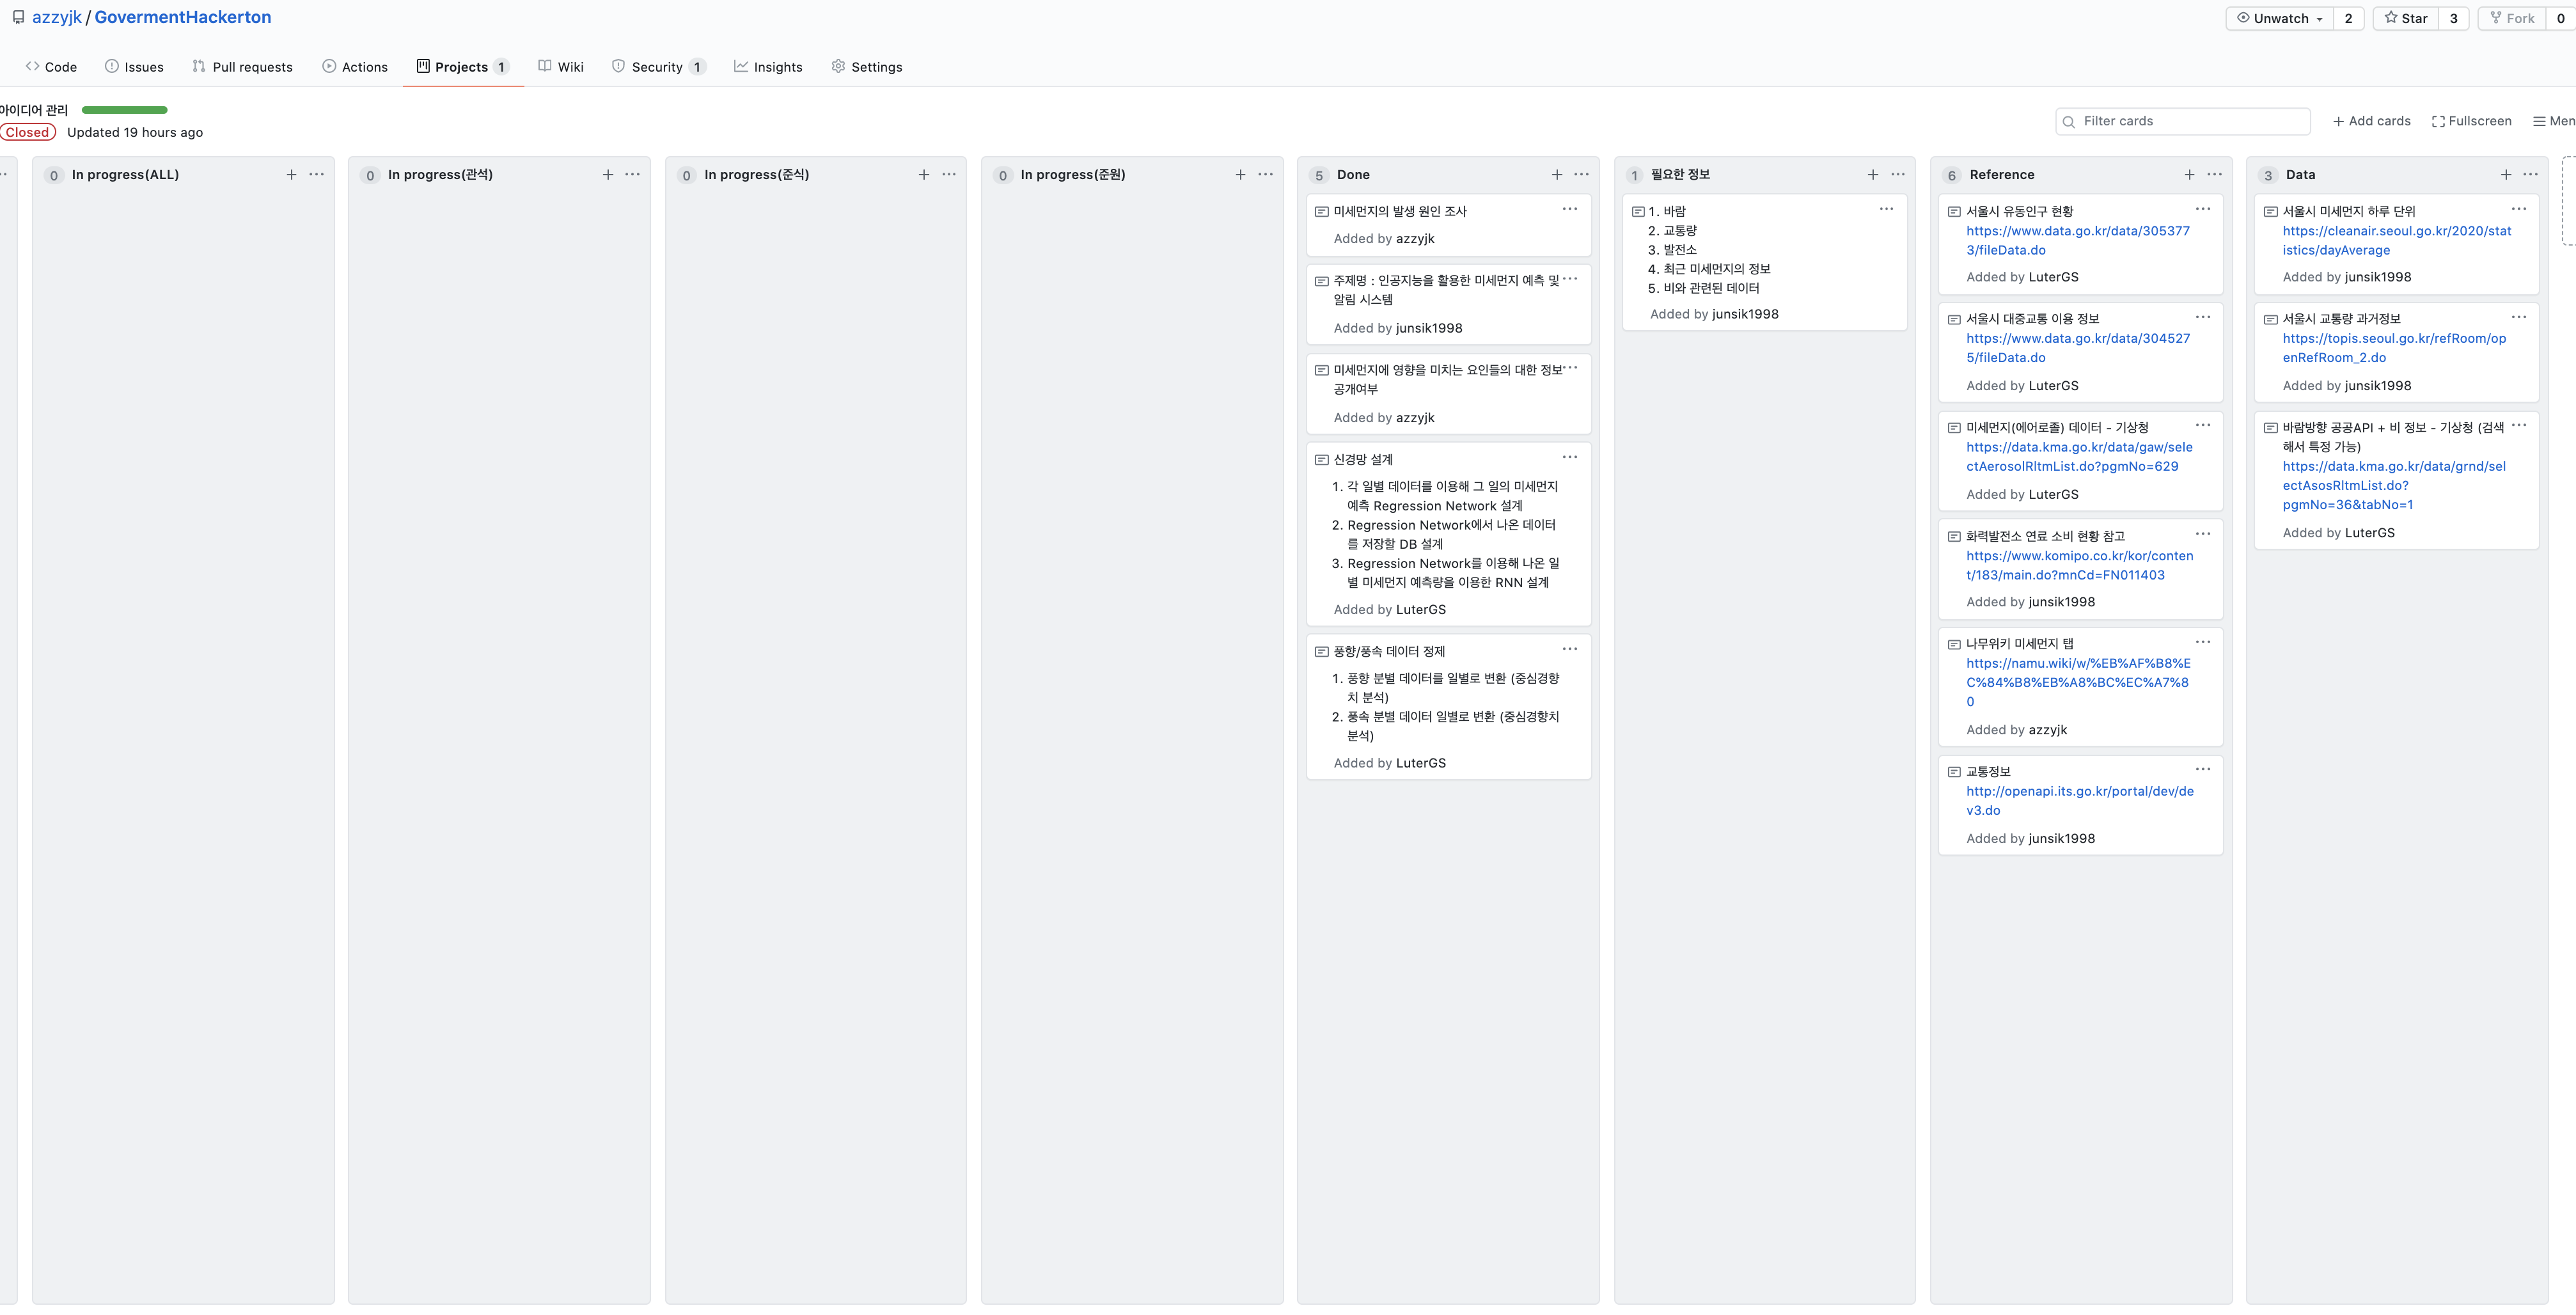 azzyjk / GovermentHackerton
Unwatch 2
Star 3
Fork 0
Code
Issues
Pull requests
Actions
Projects 1
Wiki
Security 1
Insights
Settings
아이디어 관리
Closed Updated 19 hours ago
Filter cards
+ Add cards
Fullscreen
Men
0 In progress(ALL)
0 In progress(관석)
0 In progress(준식)
0 In progress(준원)
5 Done
미세먼지의 발생 원인 조사
Added by azzyjk
주제명 : 인공지능을 활용한 미세먼지 예측 및
알림 시스템
Added by junsik1998
미세먼지에 영향을 미치는 요인들의 대한 정보
공개여부
Added by azzyjk
신경망 설계
1. 각 일별 데이터를 이용해 그 일의 미세먼지
예측 Regression Network 설계
2. Regression Network에서 나온 데이터
를 저장할 DB 설계
3. Regression Network를 이용해 나온 일
별 미세먼지 예측량을 이용한 RNN 설계
Added by LuterGS
풍향/풍속 데이터 정제
1. 풍향 분별 데이터를 일별로 변환 (중심경향
치 분석)
2. 풍속 분별 데이터 일별로 변환 (중심경향치
분석)
Added by LuterGS
1 필요한 정보
1. 바람
2. 교통량
3. 발전소
4. 최근 미세먼지의 정보
5. 비와 관련된 데이터
Added by junsik1998
6 Reference
서울시 유동인구 현황
https://www.data.go.kr/data/305377
3/fileData.do
Added by LuterGS
서울시 대중교통 이용 정보
https://www.data.go.kr/data/304527
5/fileData.do
Added by LuterGS
미세먼지(에어로졸) 데이터 - 기상청
https://data.kma.go.kr/data/gaw/sele
ctAerosolRltmList.do?pgmNo=629
Added by LuterGS
화력발전소 연료 소비 현황 참고
https://www.komipo.co.kr/kor/conten
t/183/main.do?mnCd=FN011403
Added by junsik1998
나무위키 미세먼지 탭
https://namu.wiki/w/%EB%AF%B8%E
C%84%B8%EB%A8%BC%EC%A7%8
0
Added by azzyjk
교통정보
http://openapi.its.go.kr/portal/dev/de
v3.do
Added by junsik1998
3 Data
서울시 미세먼지 하루 단위
https://cleanair.seoul.go.kr/2020/stat
istics/dayAverage
Added by junsik1998
서울시 교통량 과거정보
https://topis.seoul.go.kr/refRoom/op
enRefRoom_2.do
Added by junsik1998
바람방향 공공API + 비 정보 - 기상청 (검색
해서 특정 가능)
https://data.kma.go.kr/data/grnd/sel
ectAsosRltmList.do?
pgmNo=36&tabNo=1
Added by LuterGS